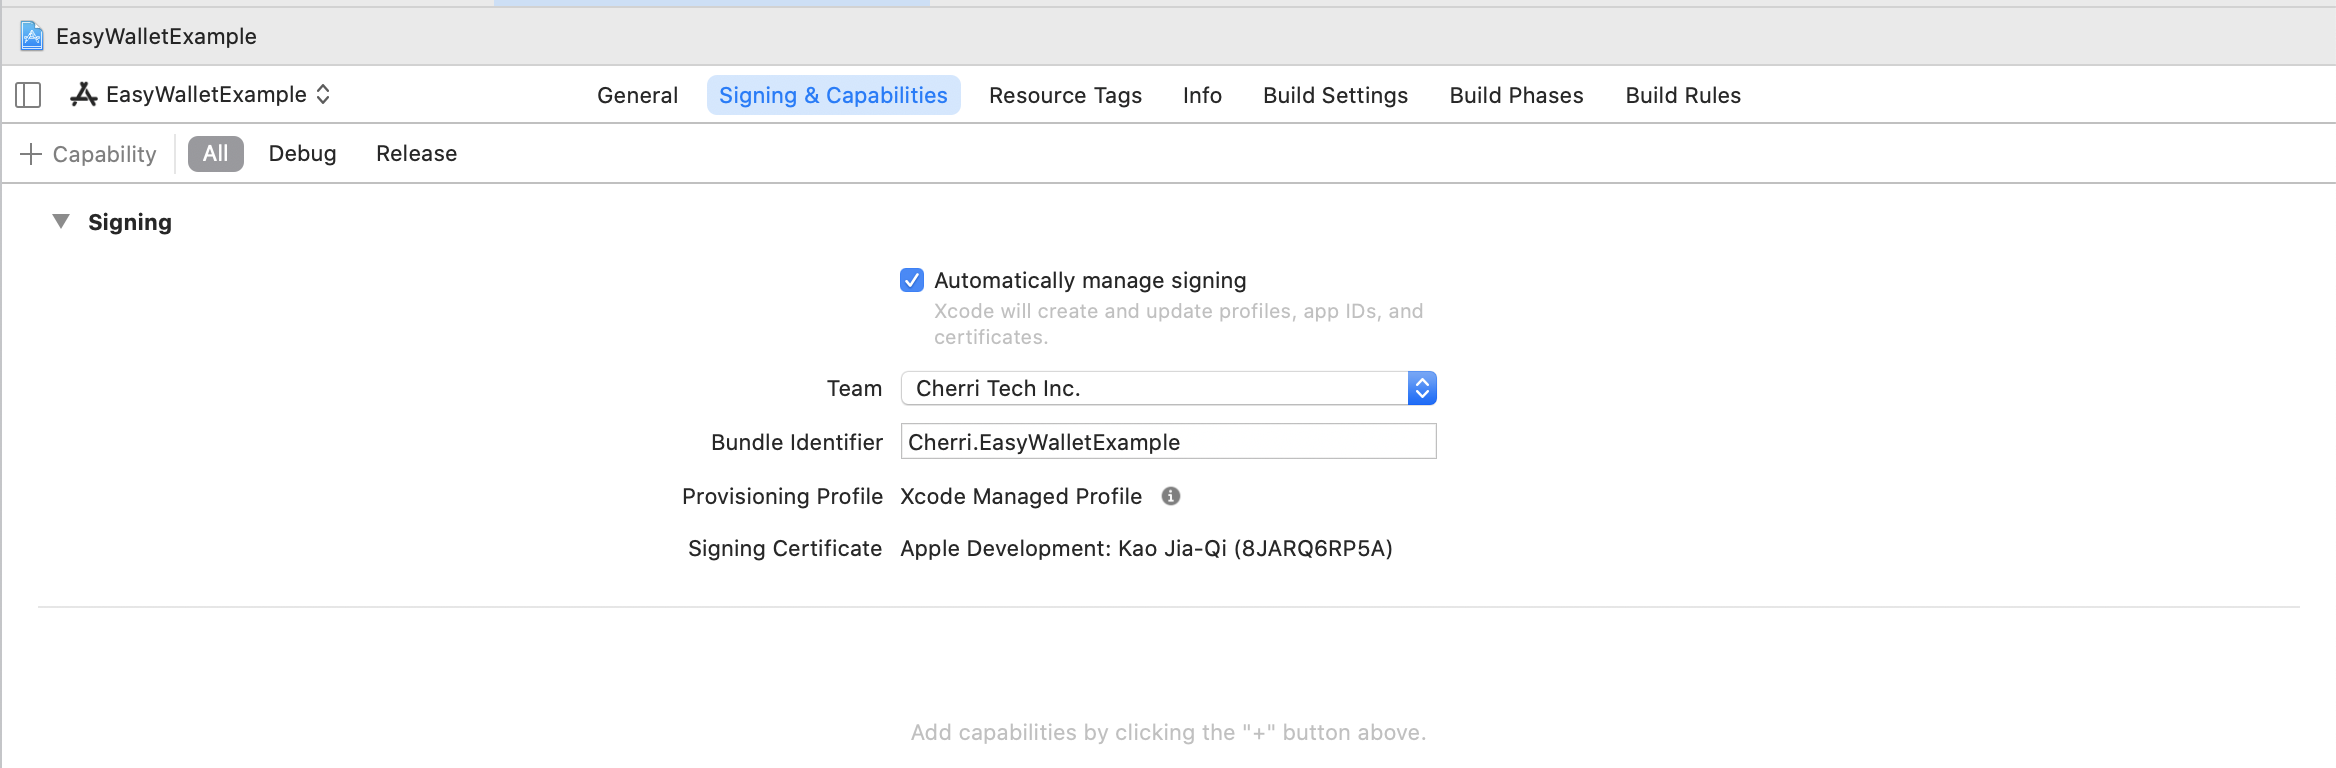 EasyWalletExample
EasyWalletExample General Signing & Capabilities Resource Tags Info Build Settings Build Phases Build Rules
Capability All Debug Release
Signing
Automatically manage signing
Xcode will create and update profiles, app IDs, and
certificates.
Team Cherri Tech Inc.
Bundle Identifier Cherri.EasyWalletExample
Provisioning Profile Xcode Managed Profile
Signing Certificate Apple Development: Kao Jia-Qi (8JARQ6RP5A)
Add capabilities by clicking the "+" button above.